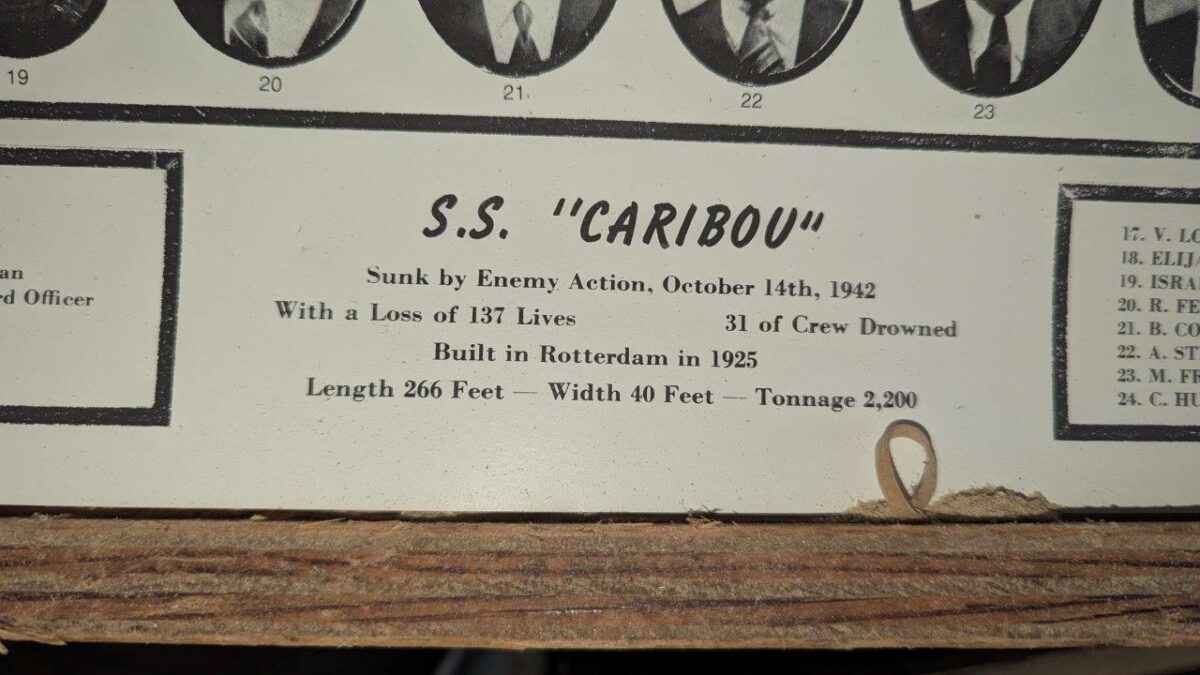 19
20
21
22
23
S.S. "CARIBOU"
Sunk by Enemy Action, October 14th, 1942
With a Loss of 137 Lives 31 of Crew Drowned
Built in Rotterdam in 1925
Length 266 Feet — Width 40 Feet — Tonnage 2,200
an
rd Officer
17. V. LO
18. ELIJA
19. ISRA
20. R. FE
21. B. CO
22. A. ST
23. M. FR
24. C. HU